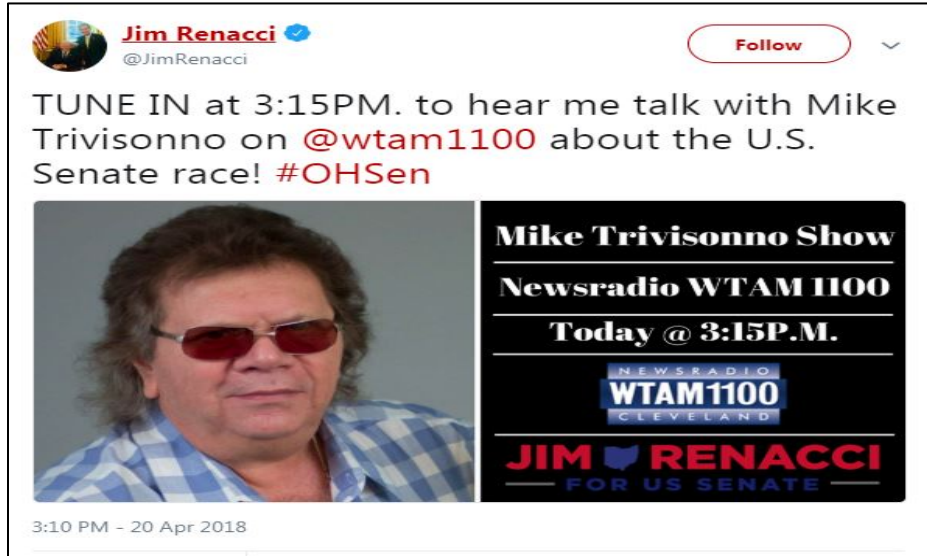 Jim Renacci
@JimRenacci
Follow
TUNE IN at 3:15PM. to hear me talk with Mike
Trivisonno on @wtam1100 about the U.S.
Senate race! #OHSen
Mike Trivisonno Show
Newsradio WTAM 1100
Today @ 3:15P.M.
NEWSRADIO
WTAM1100
CLEVELAND
JIM RENACCI
FOR US SENATE
3:10 PM - 20 Apr 2018